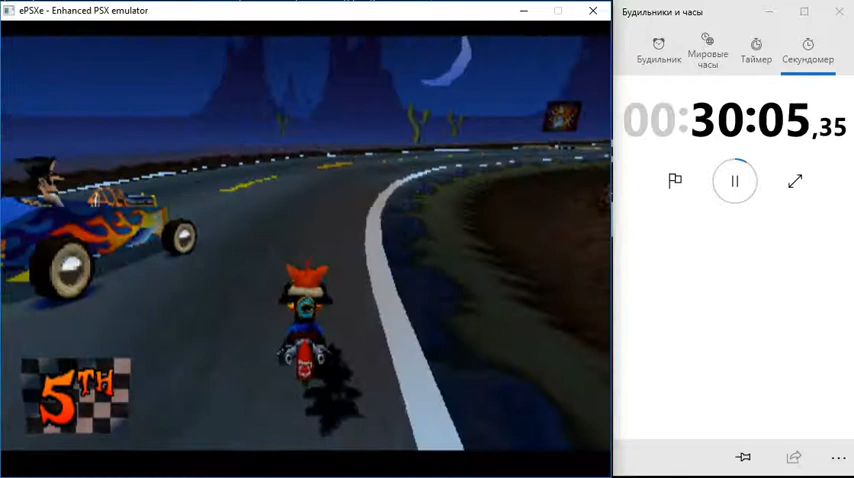 ePSXe - Enhanced PSX emulator
Будильники и часы
Будильник
Мировые
часы
Таймер
Секундомер
00:30:05,35
5TH